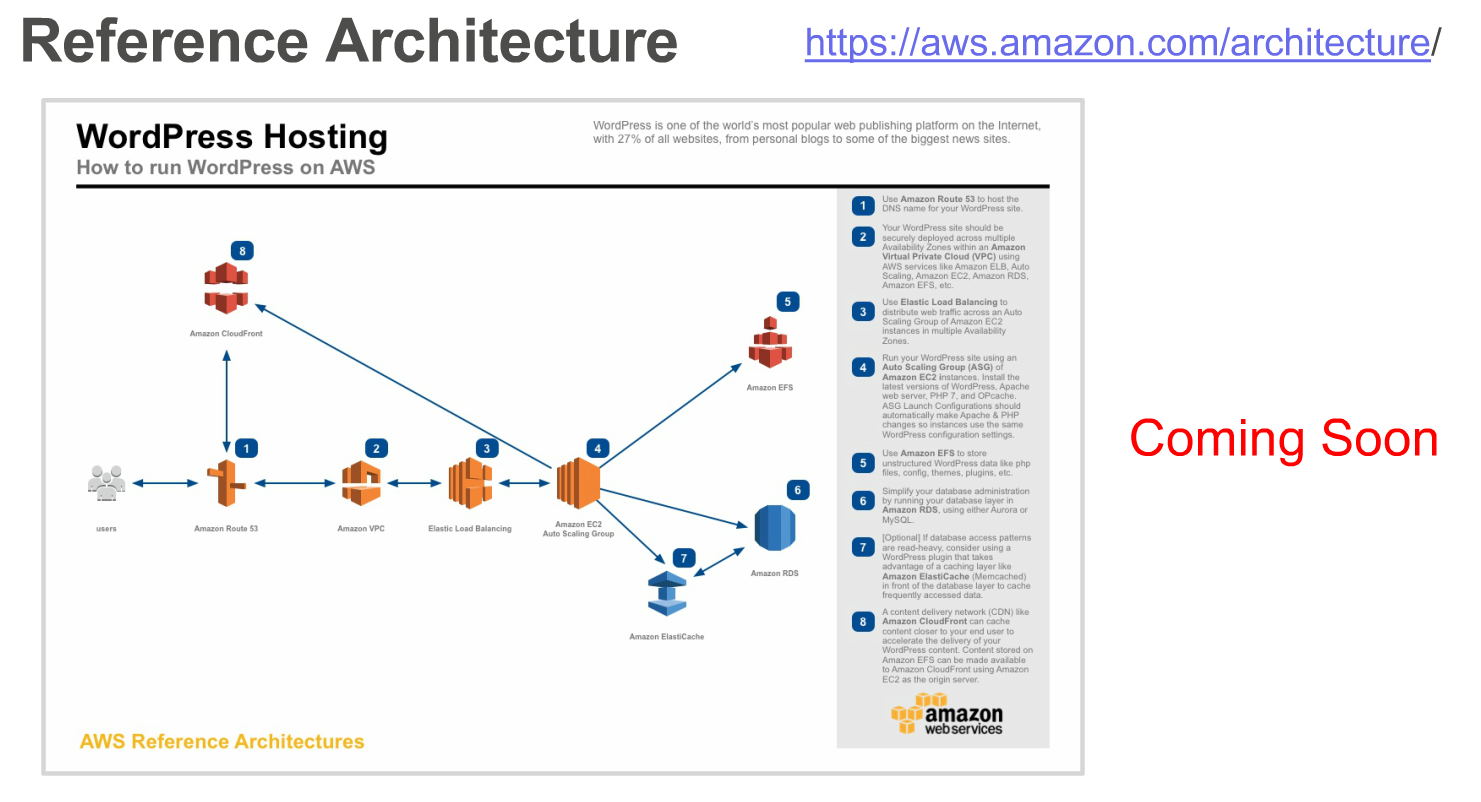 Reference Architecture
https://aws.amazon.com/architecture/
WordPress Hosting
How to run WordPress on AWS
WordPress is one of the world's most popular web publishing platform on the Internet,
with 27% of all websites, from personal blogs to some of the biggest news sites.
8
Amazon CloudFront
5
Amazon EFS
1
2
3
4
users
Amazon Route 53
Amazon VPC
Elastic Load Balancing
Amazon EC2
Auto Scaling Group
6
Amazon RDS
7
Amazon ElastiCache
1
Use Amazon Route 53 to host the
DNS name for your WordPress site.
2
Your WordPress site should be
securely deployed across multiple
Availability Zones within an Amazon
Virtual Private Cloud (VPC) using
AWS services like Amazon ELB, Auto
Scaling, Amazon EC2, Amazon RDS,
Amazon EFS, etc.
3
Use Elastic Load Balancing to
distribute web traffic across an Auto
Scaling Group of Amazon EC2
instances in multiple Availability
Zones.
4
Run your WordPress site using an
Auto Scaling Group (ASG) of
Amazon EC2 instances. Install the
latest versions of WordPress, Apache
web server, PHP 7, and OPcache.
ASG Launch Configurations should
automatically make Apache & PHP
changes so instances use the same
WordPress configuration settings.
5
Use Amazon EFS to store
unstructured WordPress data like php
files, config, themes, plugins, etc.
6
Simplify your database administration
by running your database layer in
Amazon RDS, using either Aurora or
MySQL.
7
[Optional] If database access patterns
are read-heavy, consider using a
WordPress plugin that takes
advantage of a caching layer like
Amazon ElastiCache (Memcached)
in front of the database layer to cache
frequently accessed data.
8
A content delivery network (CDN) like
Amazon CloudFront can cache
content closer to your end user to
accelerate the delivery of your
WordPress content. Content stored on
Amazon EFS can be made available
to Amazon CloudFront using Amazon
EC2 as the origin server.
amazon
webservices
AWS Reference Architectures
Coming Soon